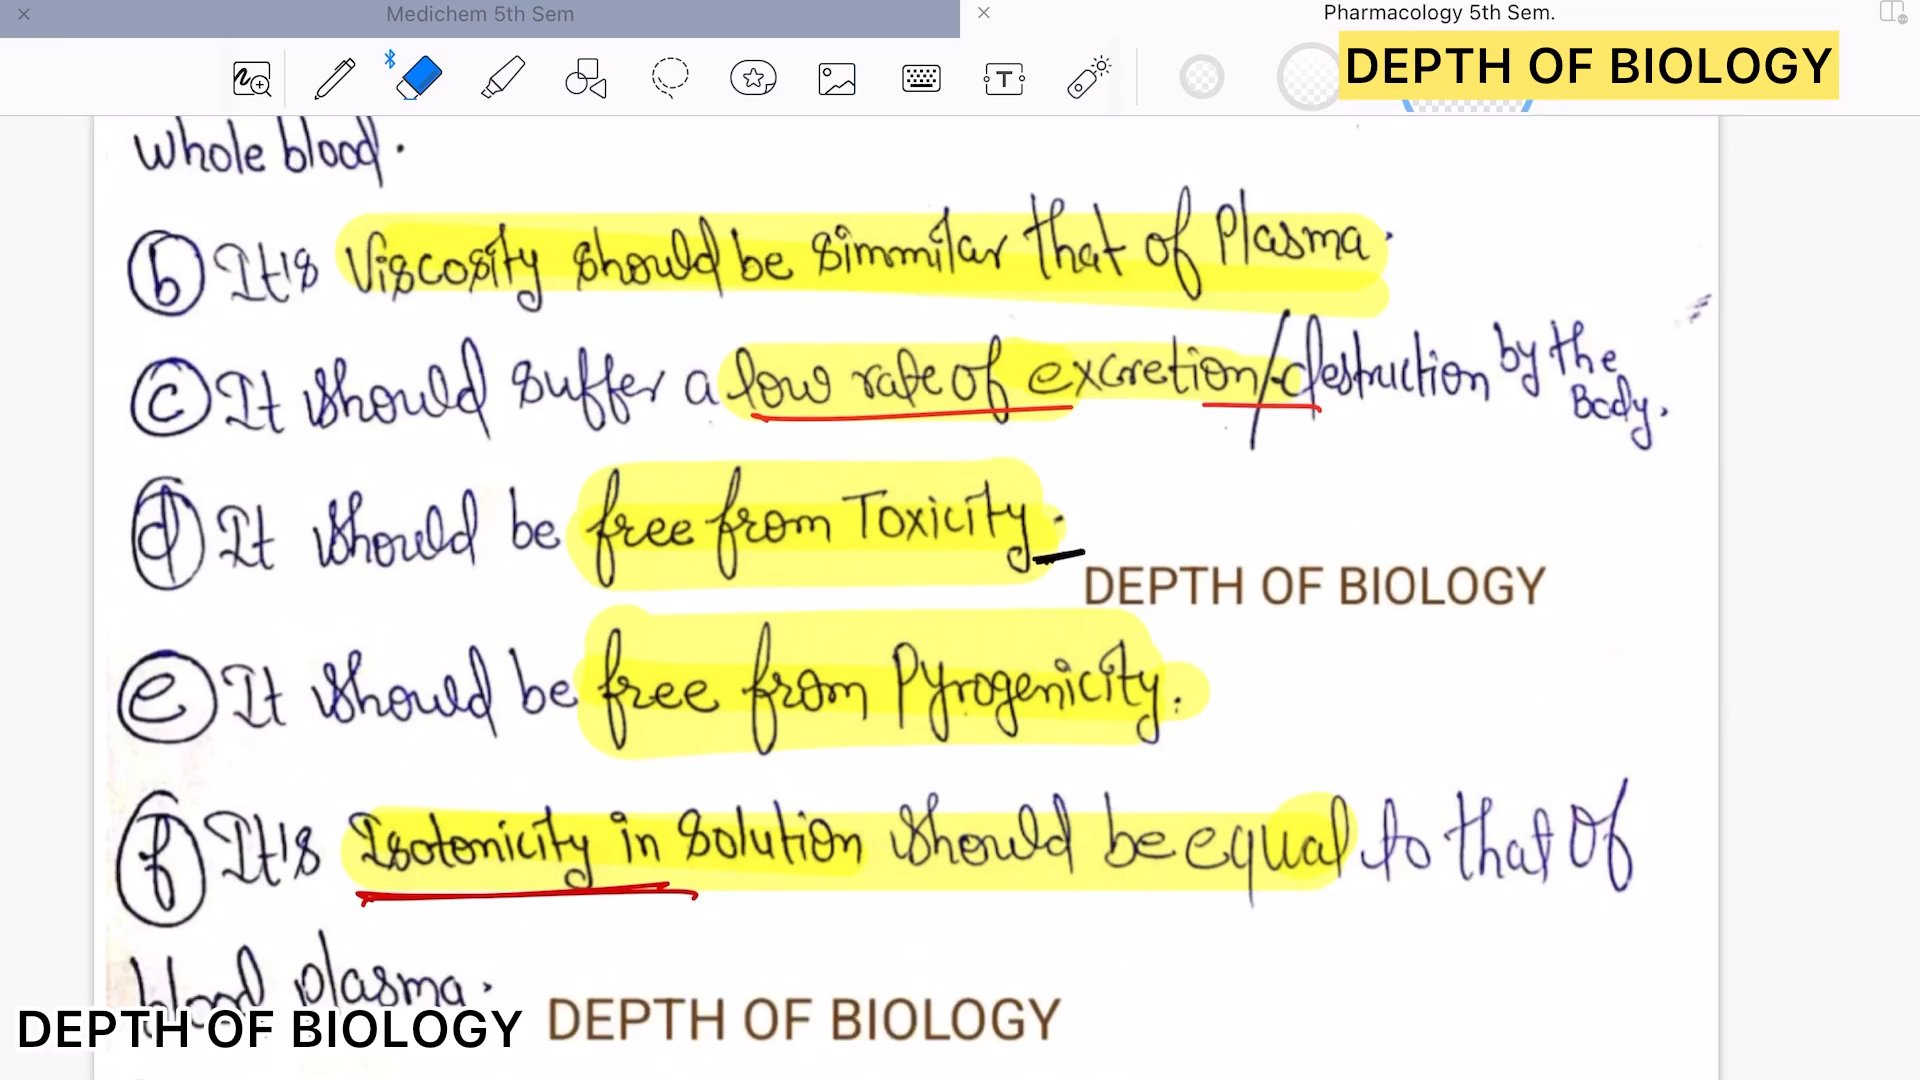 Medichem 5th Sem
Pharmacology 5th Sem.
DEPTH OF BIOLOGY
whole blood.
(b) It's Viscosity should be simmilar that of Plasma.
(c) It should suffer a low rate of excretion/destruction by the
Body.
(d) It should be free from Toxicity.
DEPTH OF BIOLOGY
(e) It should be free from Pyrogenicity.
(f) It's Isotonicity in solution should be equal to that of
blood plasma.
DEPTH OF BIOLOGY
DEPTH OF BIOLOGY